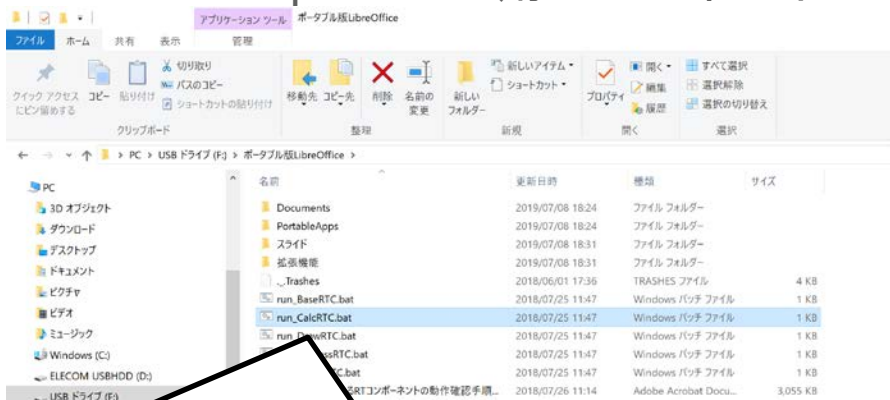 アプリケーション ツール ポータブル版LibreOffice
ファイル ホーム 共有 表示 管理
クイック アクセスにピン留めする コピー 貼り付け 切り取り パスのコピー ショートカットの貼り付け
移動先 コピー先 削除 名前の変更 新しいフォルダー 新しいアイテム ショートカット
プロパティ 開く 編集 履歴 すべて選択 選択解除 選択の切り替え
クリップボード 整理 新規 開く 選択
PC > USB ドライブ (F:) > ポータブル版LibreOffice >
名前 更新日時 種類 サイズ
PC
3D オブジェクト
ダウンロード
デスクトップ
ドキュメント
ピクチャ
ビデオ
ミュージック
Windows (C:)
ELECOM USBHDD (D:)
USB ドライブ (F:)
Documents 2019/07/08 18:24 ファイル フォルダー
PortableApps 2019/07/08 18:24 ファイル フォルダー
スライド 2019/07/08 18:31 ファイル フォルダー
拡張機能 2019/07/08 18:31 ファイル フォルダー
._Trashes 2018/06/01 17:36 TRASHES ファイル 4 KB
run_BaseRTC.bat 2018/07/25 11:47 Windows バッチ ファイル 1 KB
run_CalcRTC.bat 2018/07/25 11:47 Windows バッチ ファイル 1 KB
run_DrawRTC.bat 2018/07/25 11:47 Windows バッチ ファイル 1 KB
ssRTC.bat 2018/07/25 11:47 Windows バッチ ファイル 1 KB
C.bat 2018/07/25 11:47 Windows バッチ ファイル 1 KB
RTコンポーネントの動作確認手順... 2018/07/26 11:14 Adobe Acrobat Docu... 3,055 KB